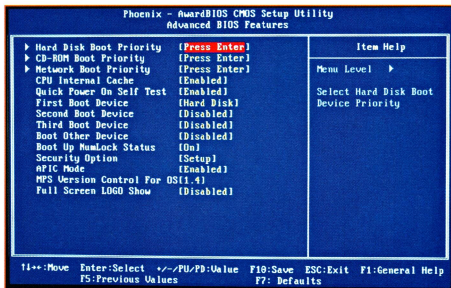 Phoenix - AwardBIOS CMOS Setup Utility
Advanced BIOS Features
Hard Disk Boot Priority [Press Enter]
CD-ROM Boot Priority [Press Enter]
Network Boot Priority [Press Enter]
CPU Internal Cache [Enabled]
Quick Power On Self Test [Enabled]
First Boot Device [Hard Disk]
Second Boot Device [Disabled]
Third Boot Device [Disabled]
Boot Other Device [Disabled]
Boot Up NumLock Status [On]
Security Option [Setup]
APIC Mode [Enabled]
MPS Version Control For OS[1.4]
Full Screen LOGO Show [Disabled]
Item Help
Menu Level
Select Hard Disk Boot
Device Priority
↑↓→←:Move Enter:Select +/-/PU/PD:Value F10:Save ESC:Exit F1:General Help
F5:Previous Values F7: Defaults